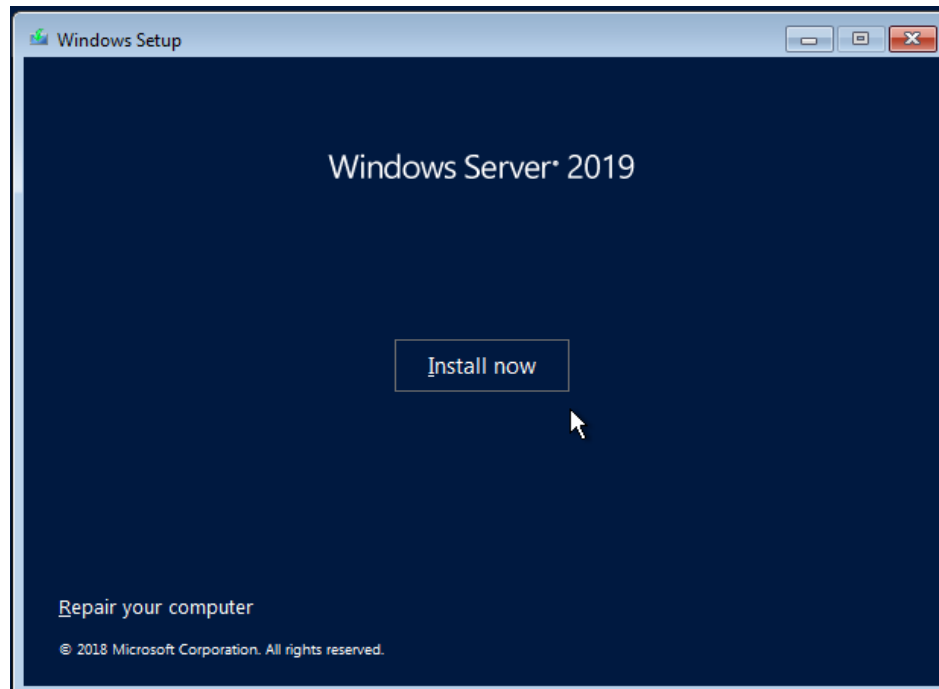 Windows Setup
Windows Server® 2019
Install now
Repair your computer
© 2018 Microsoft Corporation. All rights reserved.